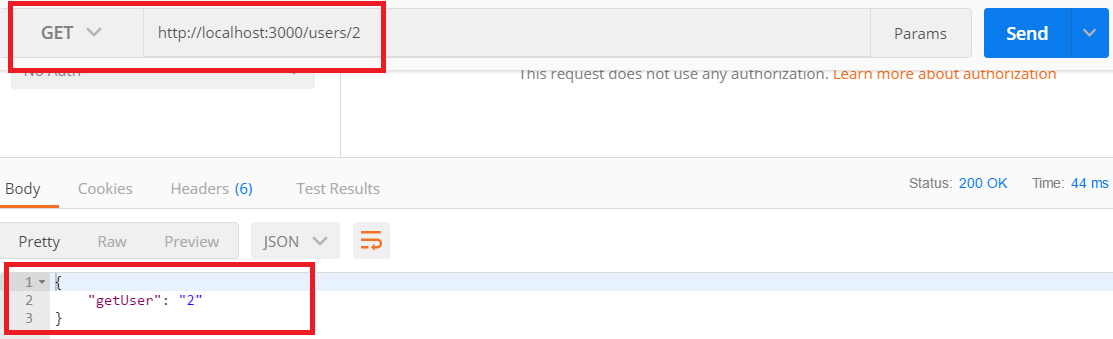 GET http://localhost:3000/users/2 Params Send
No Auth This request does not use any authorization. Learn more about authorization
Body Cookies Headers (6) Test Results Status: 200 OK Time: 44 ms
Pretty Raw Preview JSON
1 {
2 "getUser": "2"
3 }